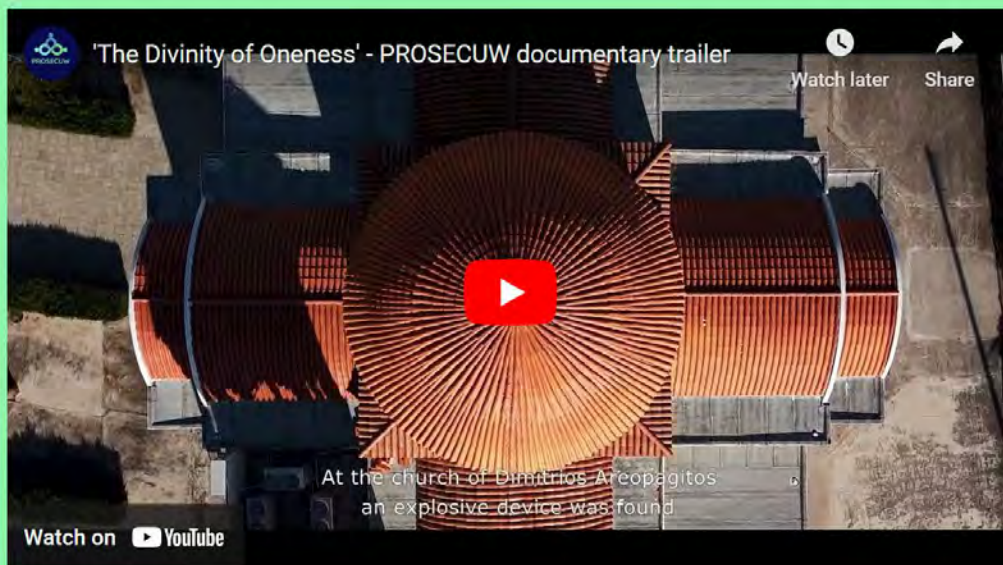 'The Divinity of Oneness' - PROSECUW documentary trailer
PROSECUW
Watch later
Share
At the church of Dimitrios Areopagitos
an explosive device was found
Watch on YouTube